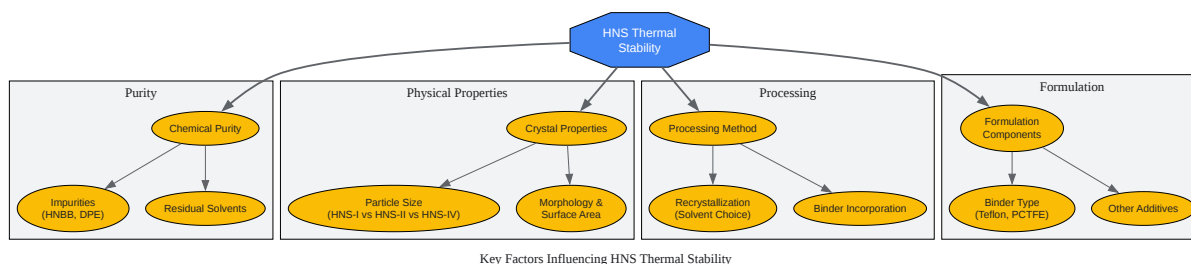 HNS Thermal
Stability
Purity
Chemical Purity
Impurities
(HNBB, DPE)
Residual Solvents
Physical Properties
Crystal Properties
Particle Size
(HNS-I vs HNS-II vs HNS-IV)
Morphology &
Surface Area
Processing
Processing Method
Recrystallization
(Solvent Choice)
Binder Incorporation
Formulation
Formulation
Components
Binder Type
(Teflon, PCTFE)
Other Additives
Key Factors Influencing HNS Thermal Stability